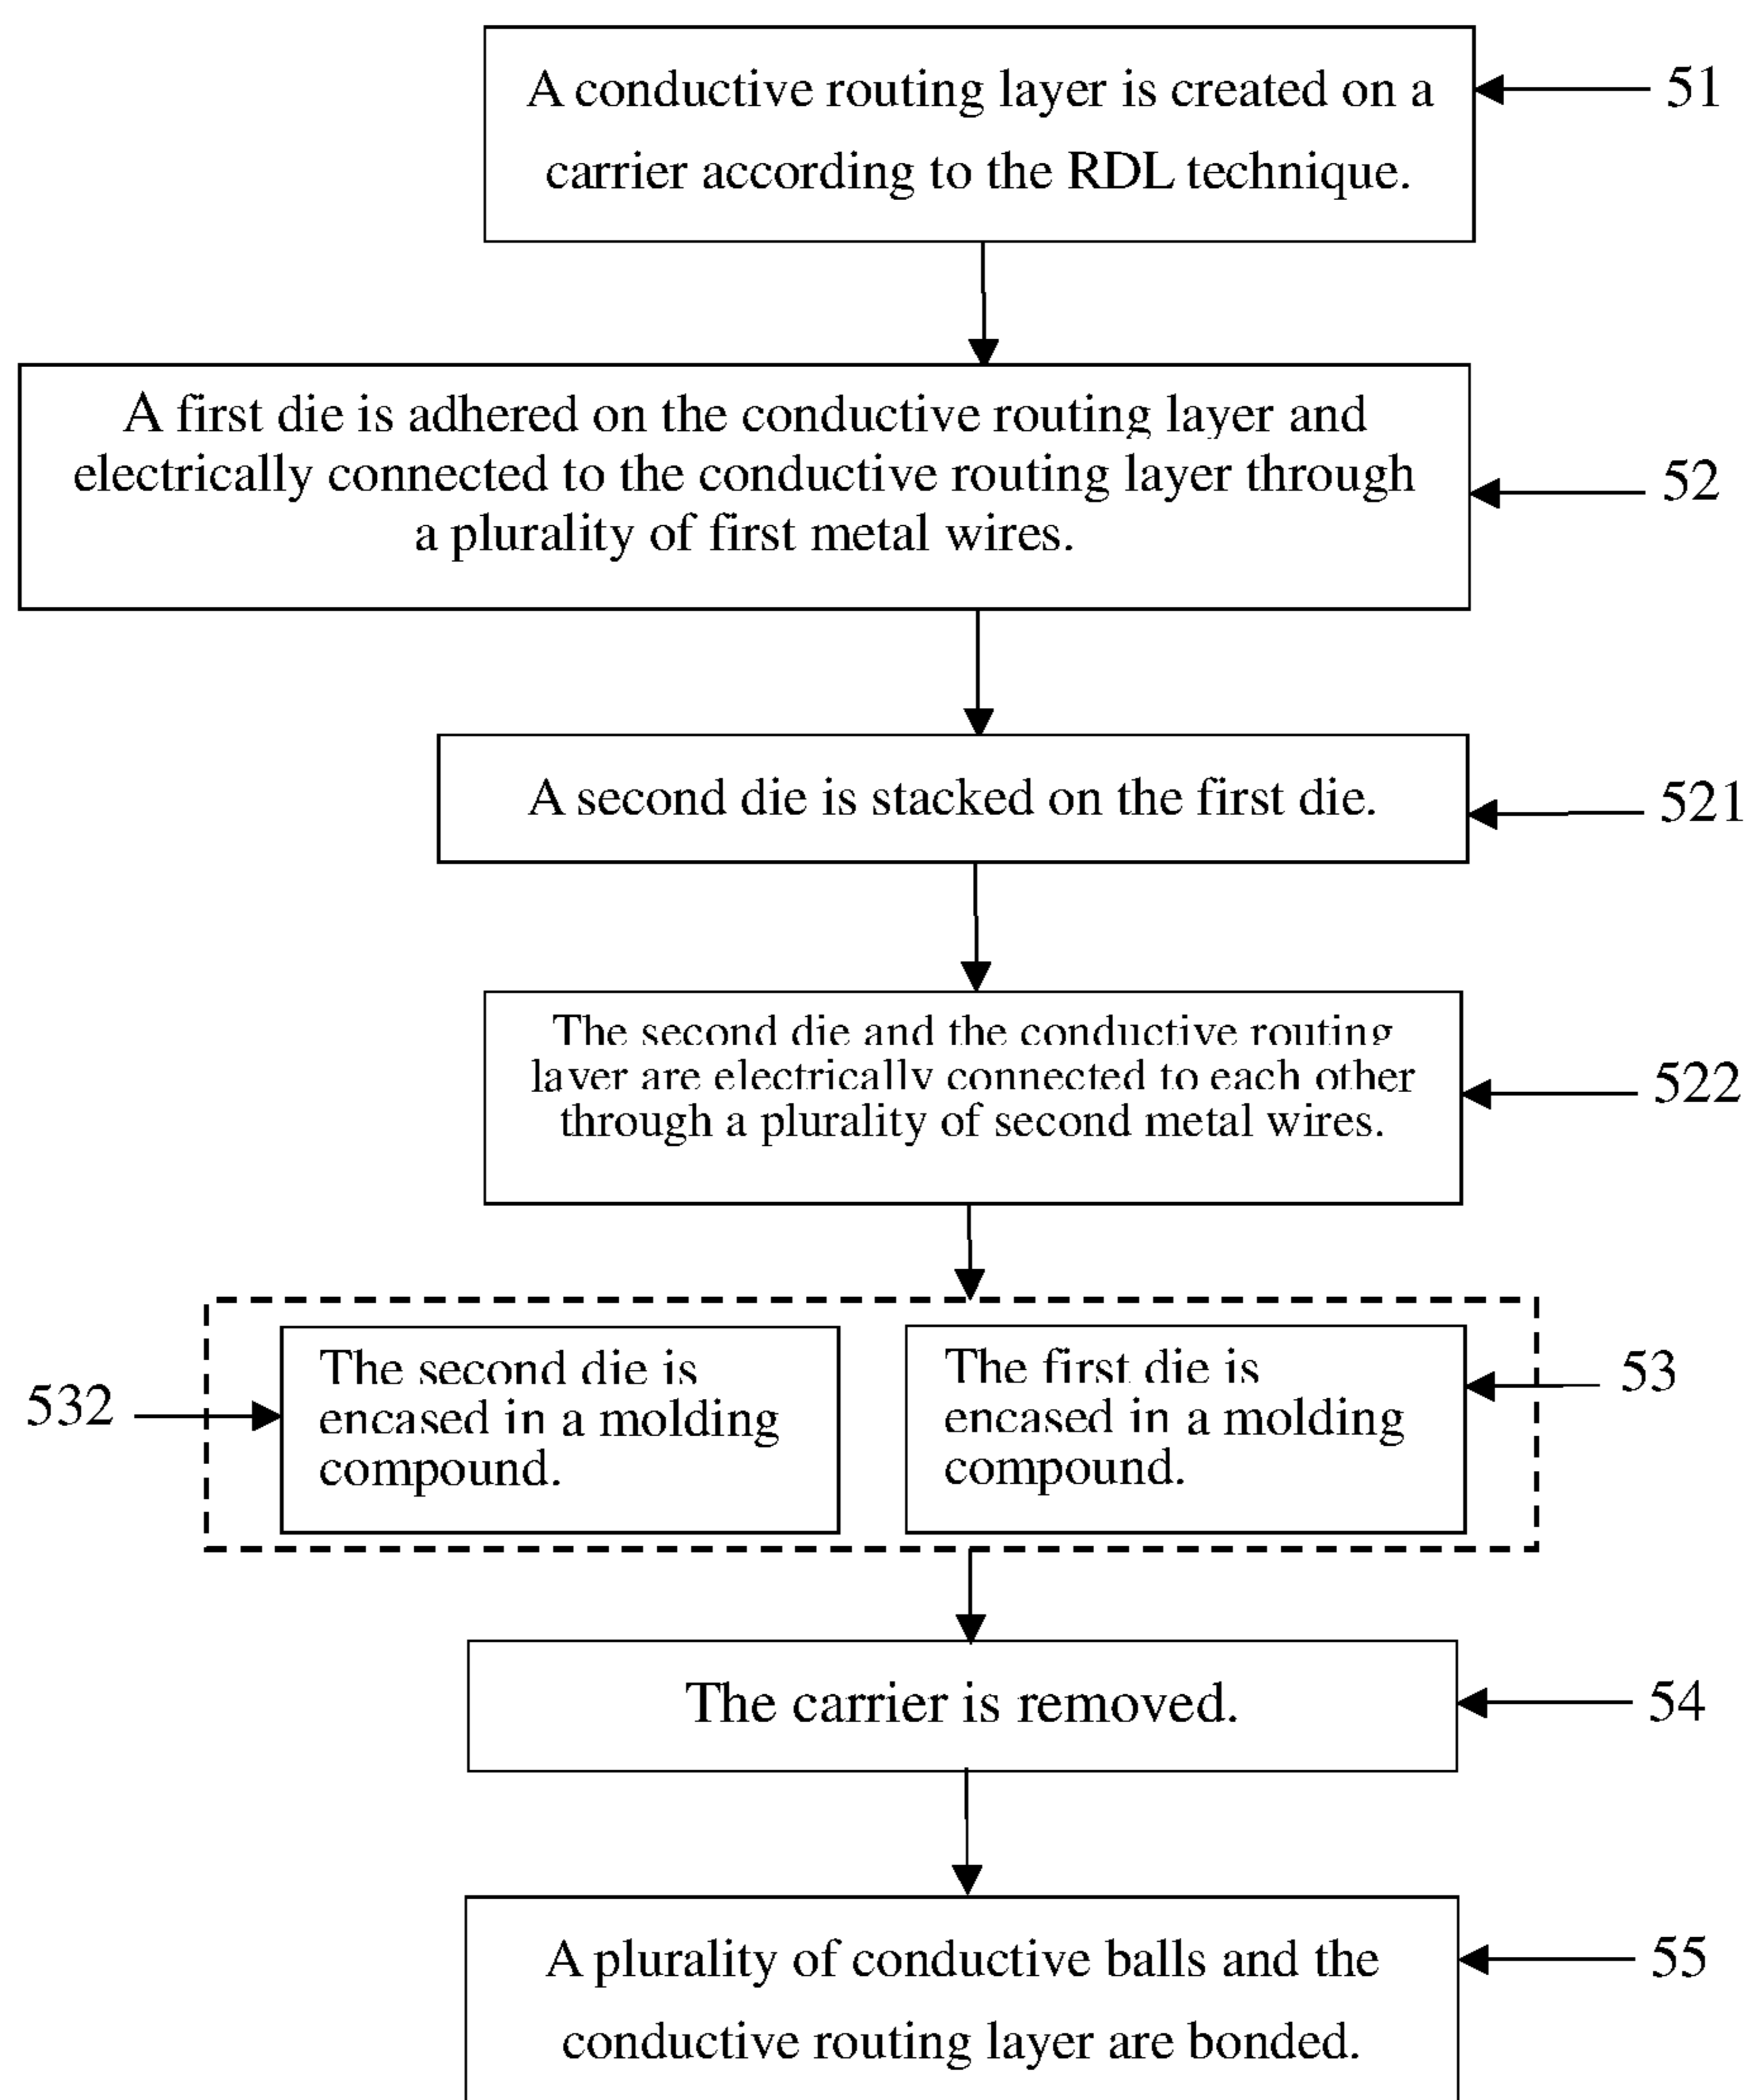 A conductive routing layer is created on a
carrier according to the RDL technique.
51
A first die is adhered on the conductive routing layer and
electrically connected to the conductive routing layer through
a plurality of first metal wires.
52
A second die is stacked on the first die.
521
The second die and the conductive routing
layer are electrically connected to each other
through a plurality of second metal wires.
522
532
The second die is
encased in a molding
compound.
The first die is
encased in a molding
compound.
53
The carrier is removed.
54
A plurality of conductive balls and the
conductive routing layer are bonded.
55